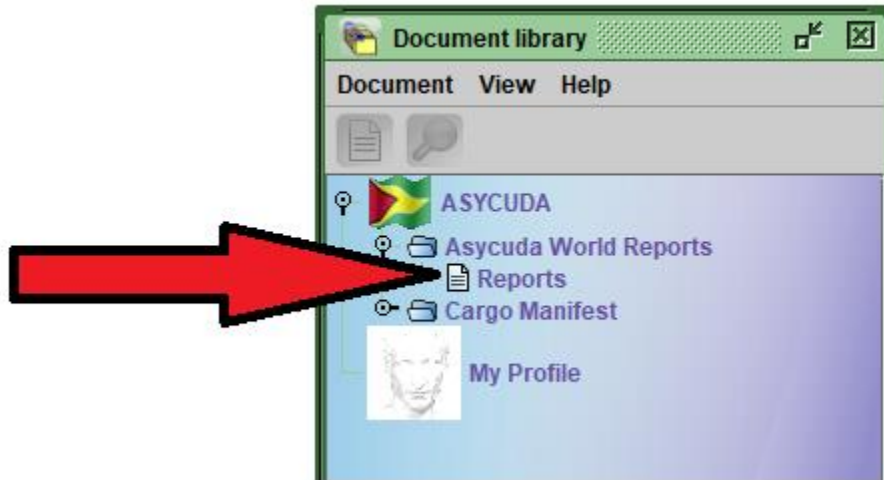 Document library
Document View Help
ASYCUDA
Asycuda World Reports
Reports
Cargo Manifest
My Profile